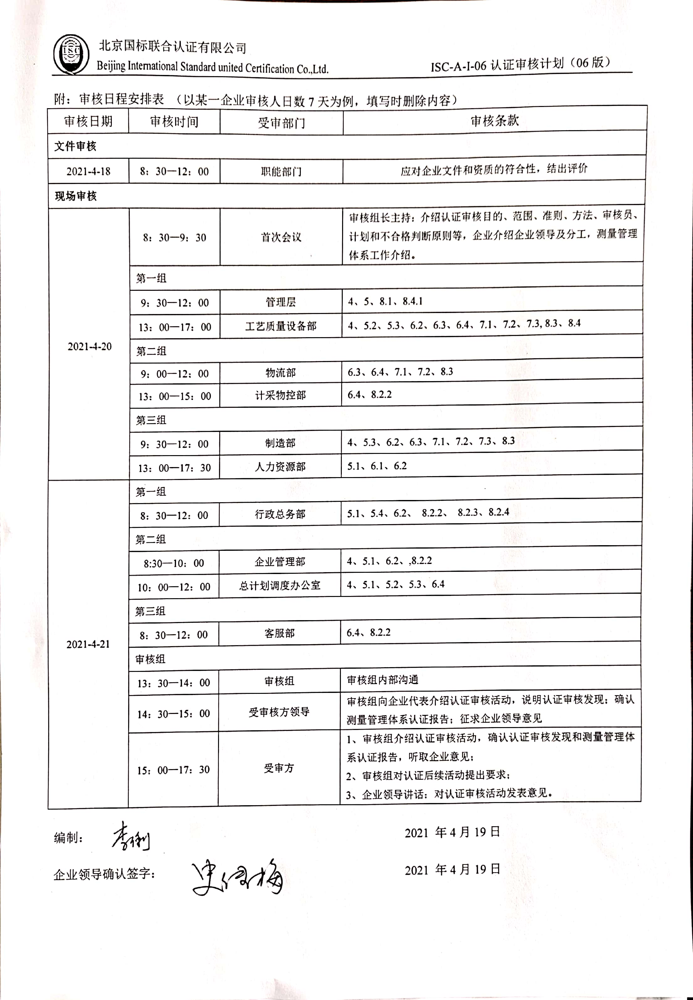 ISC
北京国标联合认证有限公司
Beijing International Standard united Certification Co.,Ltd.
ISC-A-I-06 认证审核计划（06 版）
附：审核日程安排表 （以某一企业审核人日数 7 天为例，填写时删除内容）
审核日期 审核时间 受审部门 审核条款
文件审核
2021-4-18 8：30—12：00 职能部门 应对企业文件和资质的符合性，结出评价
现场审核
2021-4-20
8：30—9：30 首次会议
审核组长主持：介绍认证审核目的、范围、准则、方法、审核员、
计划和不合格判断原则等，企业介绍企业领导及分工，测量管理
体系工作介绍。
第一组
9：30—12：00 管理层 4、5、8.1、8.4.1
13：00—17：00 工艺质量设备部 4、5.2、5.3、6.2、6.3、6.4、7.1、7.2、7.3, 8.3、8.4
第二组
9：00—12：00 物流部 6.3、6.4、7.1、7.2、8.3
13：00—15：00 计采物控部 6.4、8.2.2
第三组
9：30—12：00 制造部 4、5.3、6.2、6.3、7.1、7.2、7.3、8.3
13：00—17：30 人力资源部 5.1、6.1、6.2
2021-4-21
第一组
8：30—12：00 行政总务部 5.1、5.4、6.2、 8.2.2、 8.2.3、8.2.4
第二组
8:30—10：00 企业管理部 4、5.1、6.2、,8.2.2
10：00—12：00 总计划调度办公室 4、5.1、5.2、5.3、6.4
第三组
8：30—12：00 客服部 6.4、8.2.2
审核组
13：30—14：00 审核组 审核组内部沟通
14：30—15：00 受审核方领导
审核组向企业代表介绍认证审核活动，说明认证审核发现；确认
测量管理体系认证报告；征求企业领导意见
15：00—17：30 受审方
1、审核组介绍认证审核活动，确认认证审核发现和测量管理体
系认证报告，听取企业意见；
2、审核组对认证后续活动提出要求；
3、企业领导讲话：对认证审核活动发表意见。
编制： 李俐 2021 年 4 月 19 日
企业领导确认签字： 2021 年 4 月 19 日